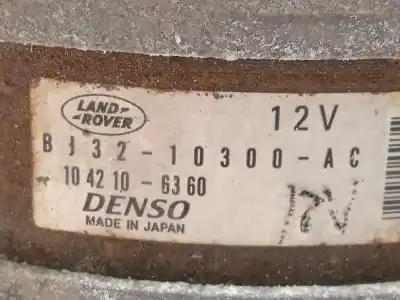 LAND-
-ROVER
12V
BJ32-10300-AC
104210-6360
DENSO
MADE IN JAPAN